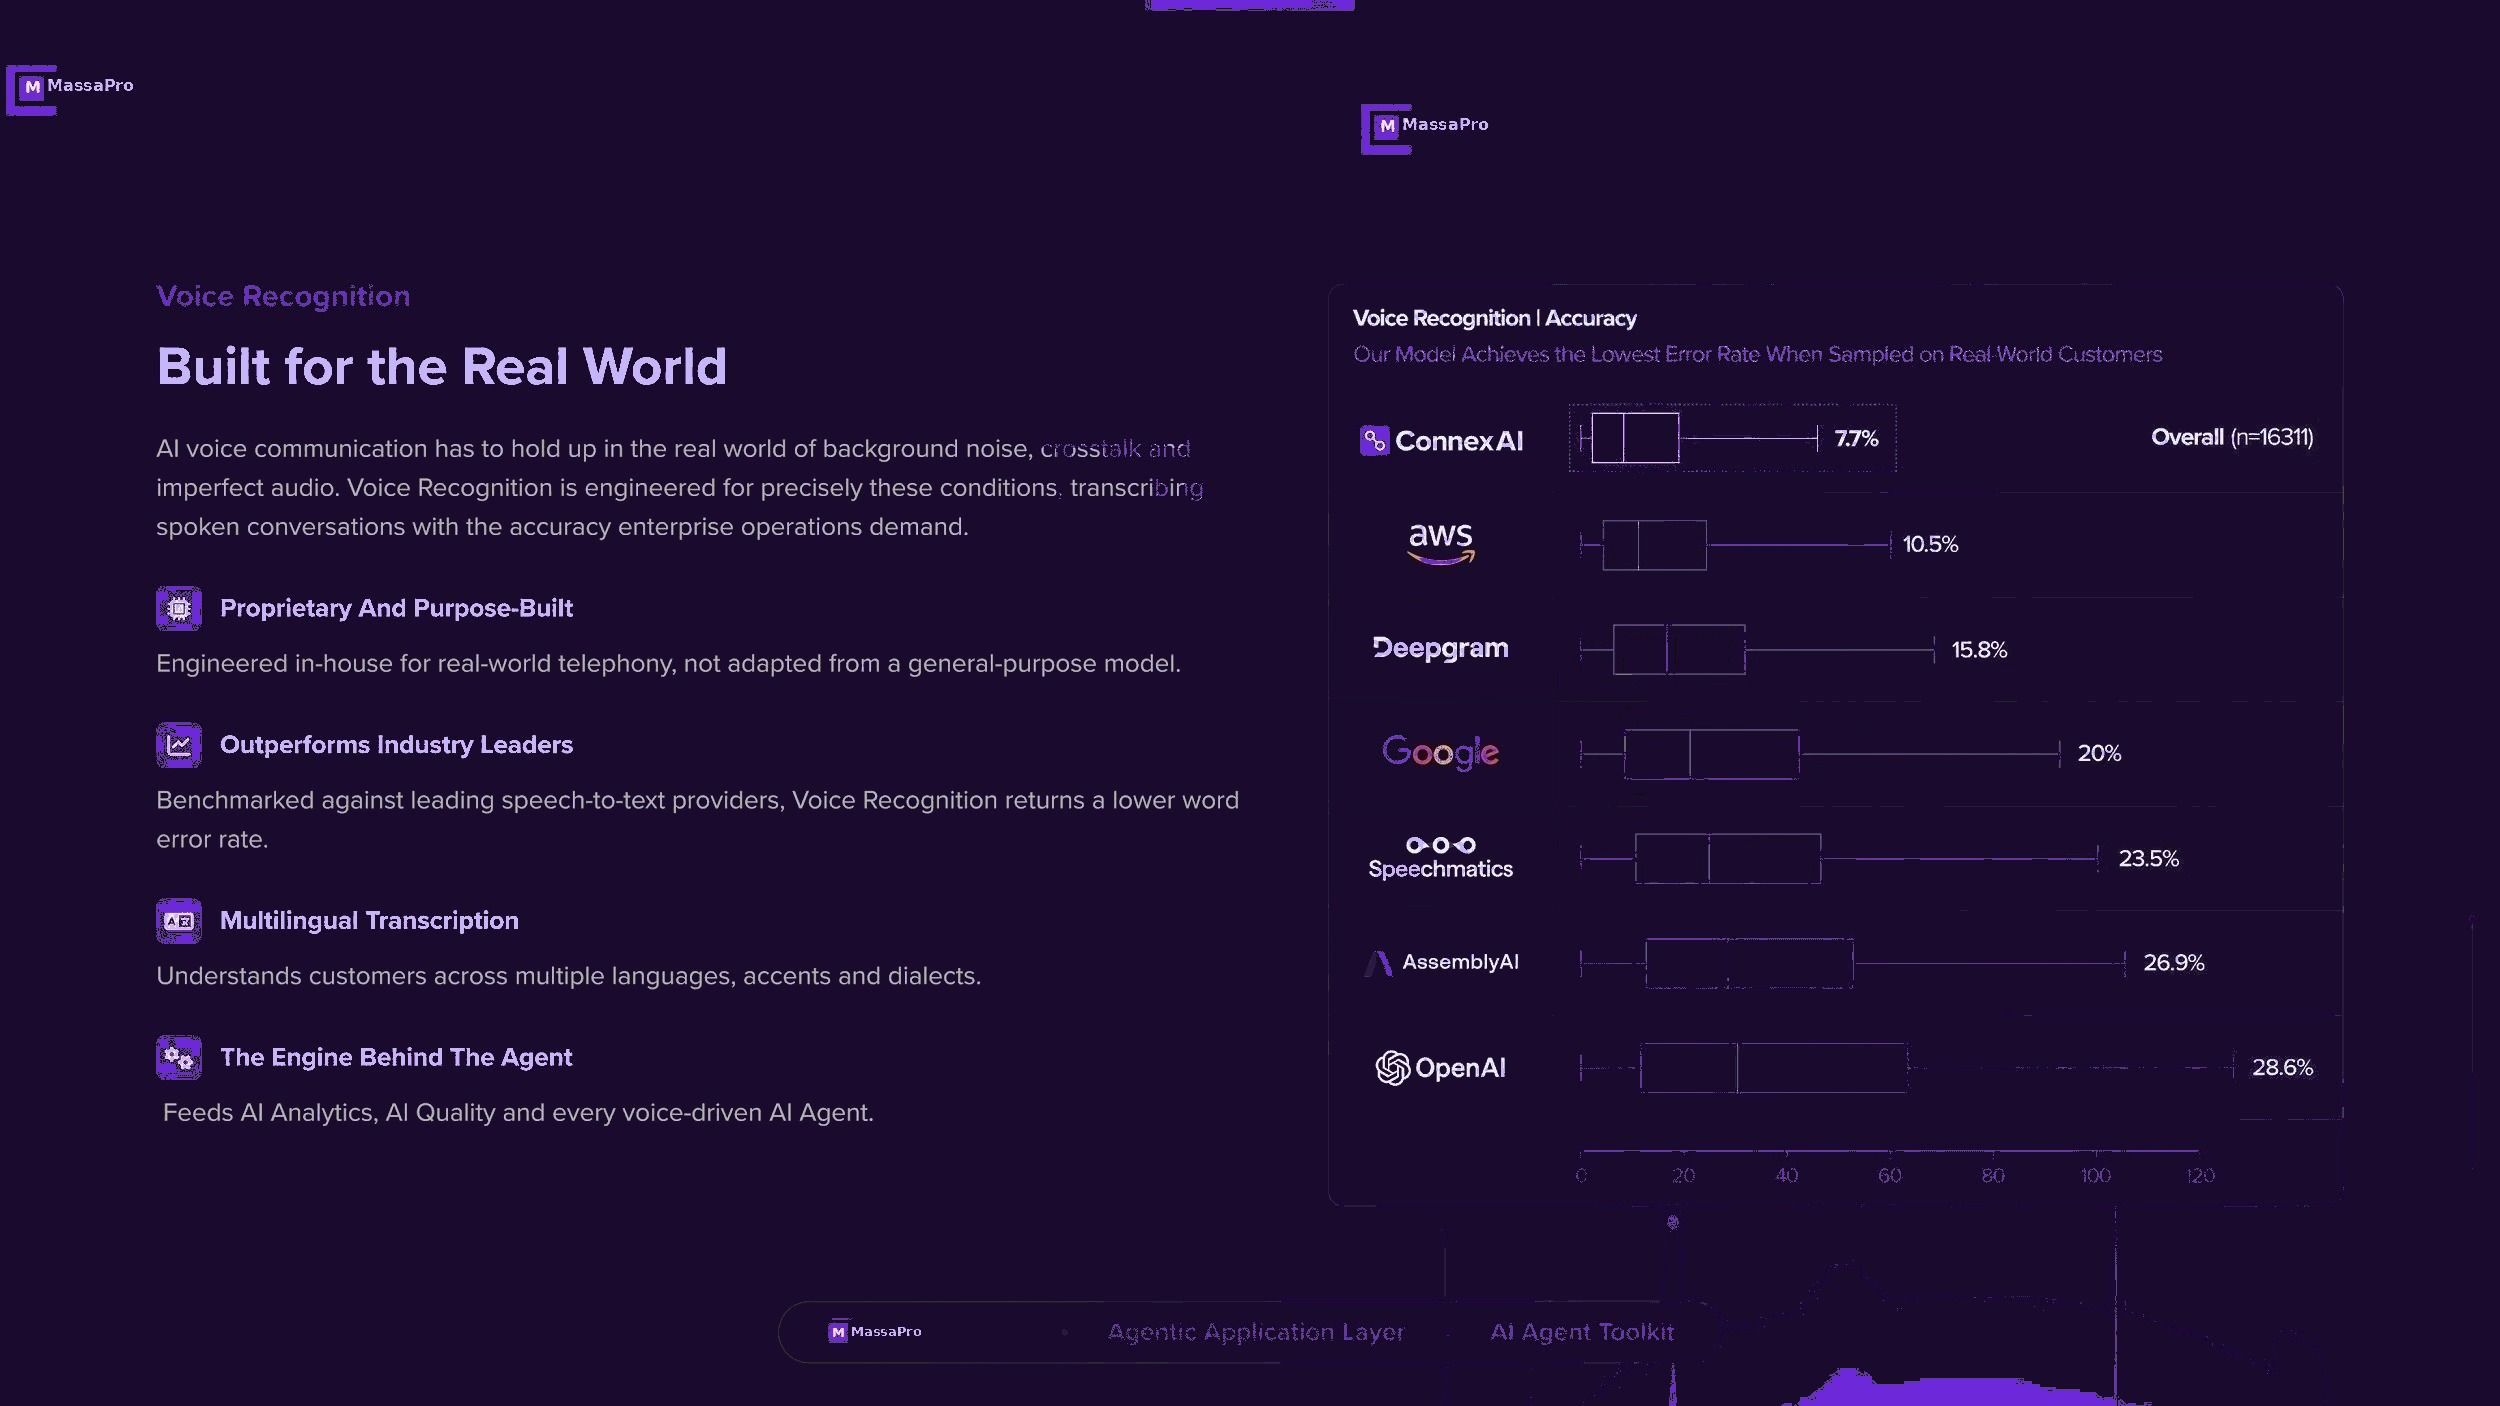 M MassaPro
M MassaPro
Voice Recognition
Built for the Real World
AI voice communication has to hold up in the real world of background noise, crosstalk and
imperfect audio. Voice Recognition is engineered for precisely these conditions, transcribing
spoken conversations with the accuracy enterprise operations demand.
Proprietary And Purpose-Built
Engineered in-house for real-world telephony, not adapted from a general-purpose model.
Outperforms Industry Leaders
Benchmarked against leading speech-to-text providers, Voice Recognition returns a lower word
error rate.
Multilingual Transcription
Understands customers across multiple languages, accents and dialects.
The Engine Behind The Agent
Feeds AI Analytics, AI Quality and every voice-driven AI Agent.
Voice Recognition | Accuracy
Our Model Achieves the Lowest Error Rate When Sampled on Real-World Customers
ConnexAI 7.7% Overall (n=16311)
aws 10.5%
Deepgram 15.8%
Google 20%
Speechmatics 23.5%
AssemblyAI 26.9%
OpenAI 28.6%
0 20 40 60 80 100 120
M MassaPro Agentic Application Layer AI Agent Toolkit